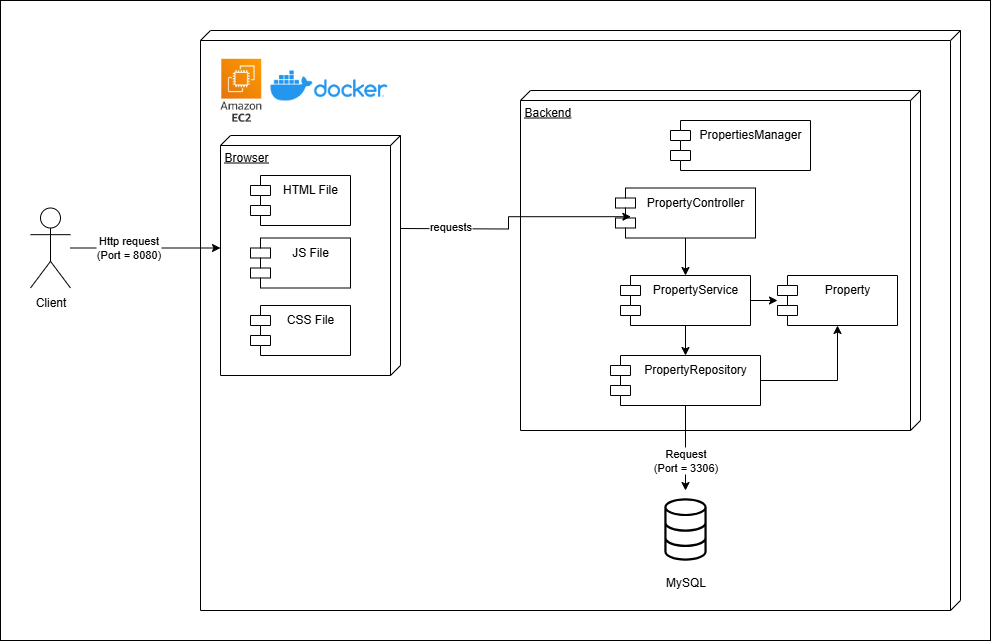 Amazon
EC2
docker
Backend
PropertiesManager
Browser
HTML File
PropertyController
requests
Http request
(Port = 8080)
JS File
PropertyService
Property
Client
CSS File
PropertyRepository
Request
(Port = 3306)
MySQL